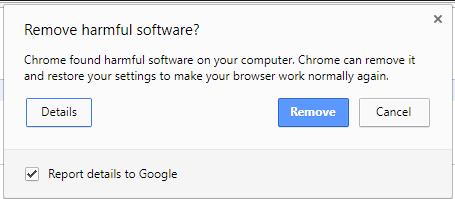 Remove harmful software?
Chrome found harmful software on your computer. Chrome can remove it
and restore your settings to make your browser work normally again.
Details Remove Cancel
Report details to Google